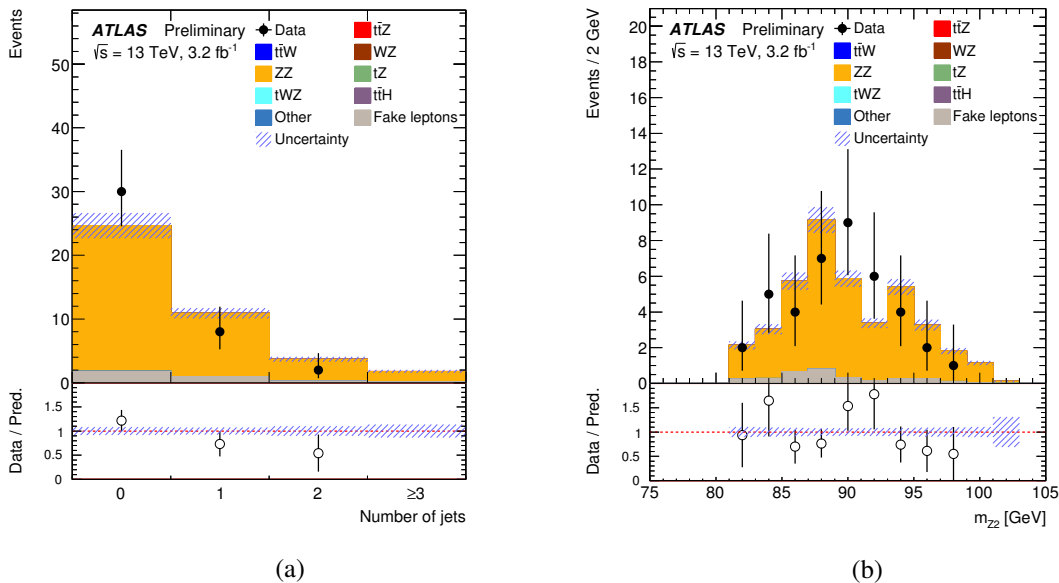 ATLAS Preliminary
√s = 13 TeV, 3.2 fb⁻¹
Data
tt̄W
ZZ
tWZ
Other
Uncertainty
tt̄Z
WZ
tZ
tt̄H
Fake leptons
Events
50
40
30
20
10
0
Data / Pred.
1.5
1
0.5
0
0 1 2 ≥3
Number of jets
(a)
ATLAS Preliminary
√s = 13 TeV, 3.2 fb⁻¹
Data
tt̄W
ZZ
tWZ
Other
Uncertainty
tt̄Z
WZ
tZ
tt̄H
Fake leptons
Events / 2 GeV
20
18
16
14
12
10
8
6
4
2
0
Data / Pred.
1.5
1
0.5
0
75 80 85 90 95 100 105
m_Z2 [GeV]
(b)